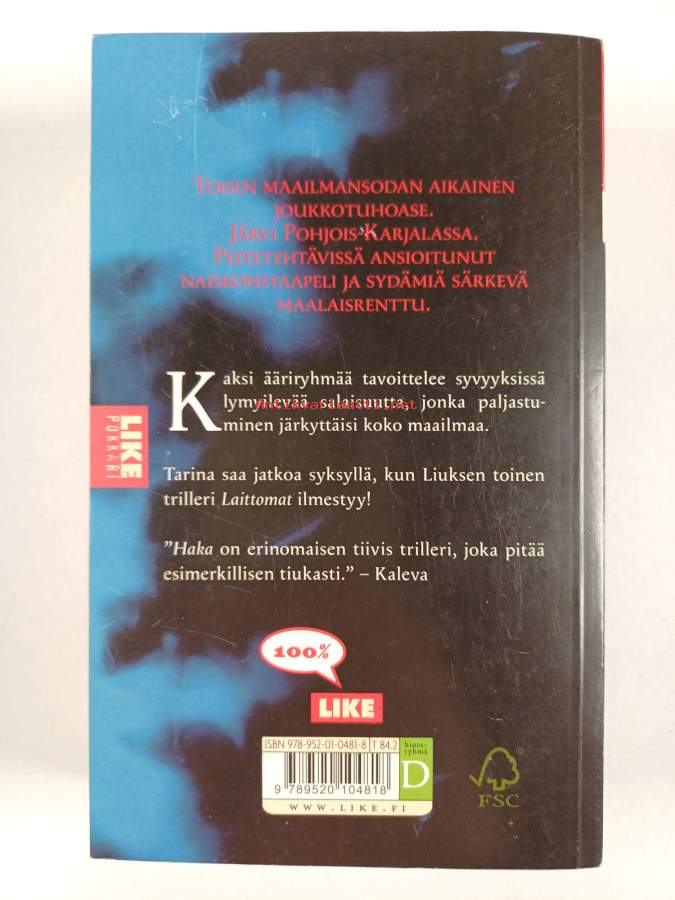 TOISEN MAAILMANSODAN AIKAINEN
JOUKKOTUHOASE.
JÄRVI POHJOIS-KARJALASSA.
PEITETEHTÄVISSÄ ANSIOITUNUT
NAISKONSTAAPELI JA SYDÄMIÄ SÄRKEVÄ
MAALAISRENTTU.
Kaksi ääriryhmää tavoittelee syvyyksissä
lymyilevää salaisuutta, jonka paljastu-
minen järkyttäisi koko maailmaa.
Antikvariaatti.net
LIKE
POKKARI
Tarina saa jatkoa syksyllä, kun Liuksen toinen
trilleri Laittomat ilmestyy!
”Haka on erinomaisen tiivis trilleri, joka pitää
esimerkillisen tiukasti.” – Kaleva
100%
LIKE
ISBN 978-952-01-0481-8 T 84.2
hinta-
ryhmä
D
9 789520 104818
WWW.LIKE.FI
FSC